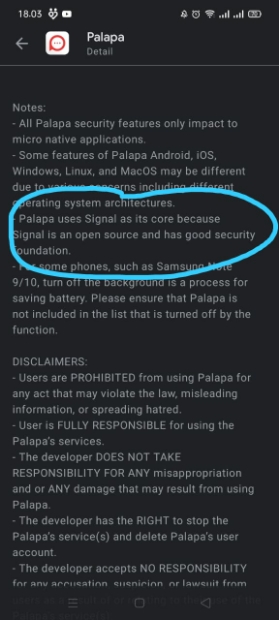 18.03
Palapa
Detail
Notes:
- All Palapa security features only impact to
micro native applications.
- Some features of Palapa Android, iOS,
Windows, Linux, and MacOS may be different
due to various concerns including different
operating system architectures.
- Palapa uses Signal as its core because
Signal is an open source and has good security
foundation.
- For some phones, such as Samsung Note
9/10, turn off the background is a process for
saving battery. Please ensure that Palapa is
not included in the list that is turned off by the
function.
DISCLAIMERS:
- Users are PROHIBITED from using Palapa for
any act that may violate the law, misleading
information, or spreading hatred.
- User is FULLY RESPONSIBLE for using the
Palapa's services.
- The developer DOES NOT TAKE
RESPONSIBILITY FOR ANY misappropriation
and or ANY damage that may result from using
Palapa.
- The developer has the RIGHT to stop the
Palapa's service(s) and delete Palapa's user
account.
- The developer accepts NO RESPONSIBILITY
for any accusation, suspicion, or lawsuit from